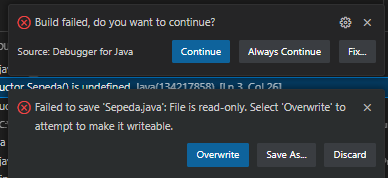 Build failed, do you want to continue?
Source: Debugger for Java
Continue
Always Continue
Fix...
uctor Sepeda() is undefined Java(134217858) [Ln 3, Col 26]
Failed to save 'Sepeda.java': File is read-only. Select 'Overwrite' to
attempt to make it writeable.
Overwrite
Save As...
Discard